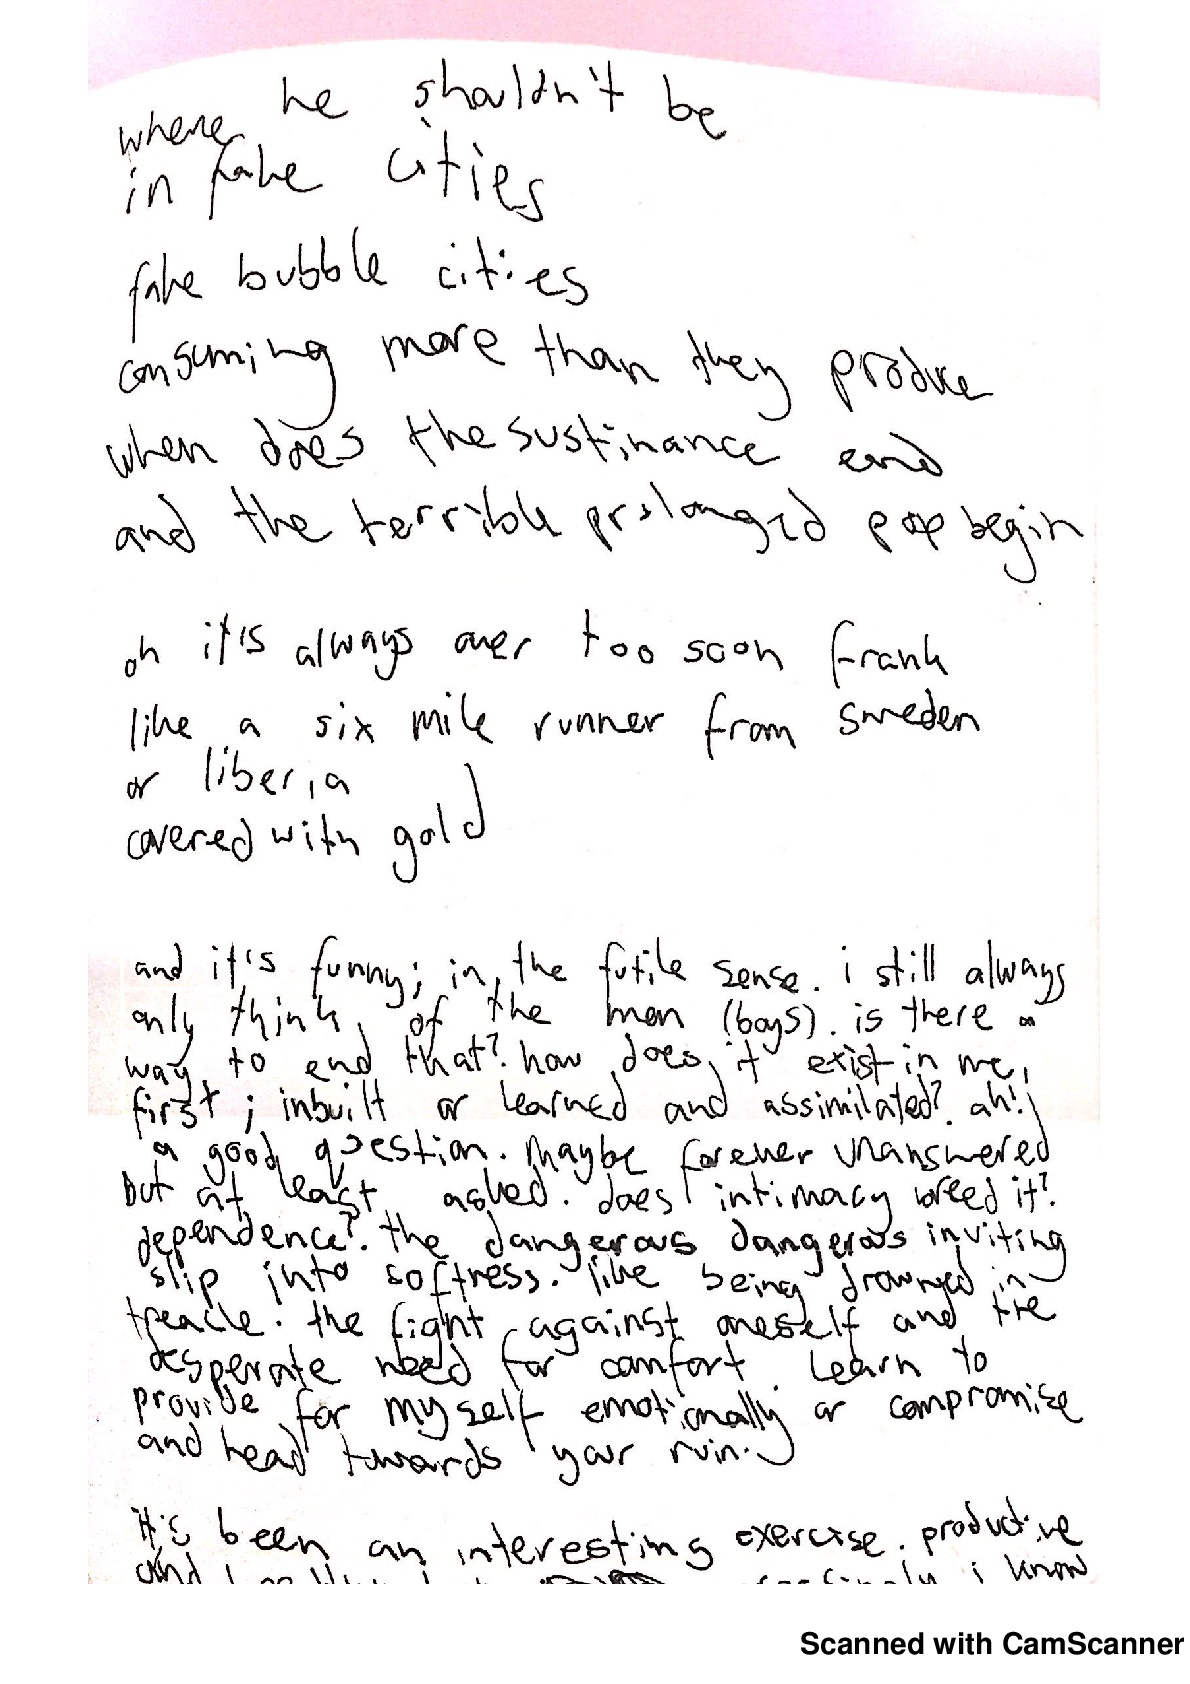 where he shouldn't be
in fake cities
fake bubble cities
consuming more than they produce
when does the sustinance end
and the terrible prolonged pop begin
oh it's always over too soon frank
like a six mile runner from sweden
or liberia
covered with gold
and it's funny; in the futile sense. i still always
only think of the men (boys). is there a
way to end that? how does it exist in me,
first; inbuilt or learned and assimilated? ah!
a good question. maybe forever unanswered
but at least asked. does intimacy breed it?
dependence? the dangerous dangerous inviting
slip into softness. like being drowned in
treacle. the fight against oneself and the
desperate need for comfort. learn to
provide for myself emotionally or compromise
and head towards your ruin.
it's been an interesting exercise. productive
and i know
Scanned with CamScanner